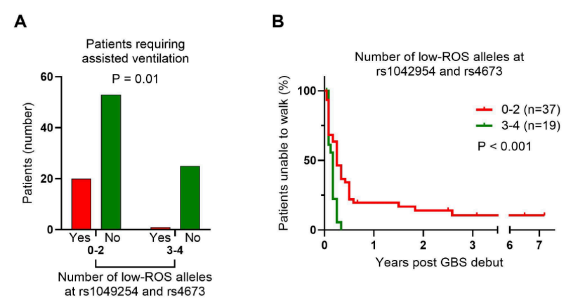 A
Patients requiring
assisted ventilation
P = 0.01
Patients (number)
60
40
20
0
Yes No Yes No
0-2 3-4
Number of low-ROS alleles
at rs1049254 and rs4673
B
Number of low-ROS alleles at
rs1042954 and rs4673
Patients unable to walk (%)
100
50
0
0-2 (n=37)
3-4 (n=19)
P < 0.001
0 1 2 3 6 7
Years post GBS debut